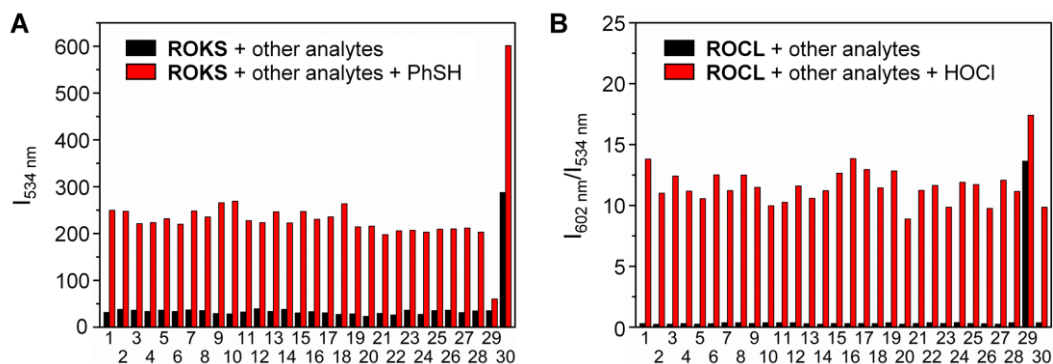 A
ROKS + other analytes
ROKS + other analytes + PhSH
I534 nm
600
500
400
300
200
100
0
1 3 5 7 9 11 13 15 17 19 21 23 25 27 29
2 4 6 8 10 12 14 16 18 20 22 24 26 28 30
B
ROCL + other analytes
ROCL + other analytes + HOCl
I602 nm/I534 nm
25
20
15
10
5
0
1 3 5 7 9 11 13 15 17 19 21 23 25 27 29
2 4 6 8 10 12 14 16 18 20 22 24 26 28 30